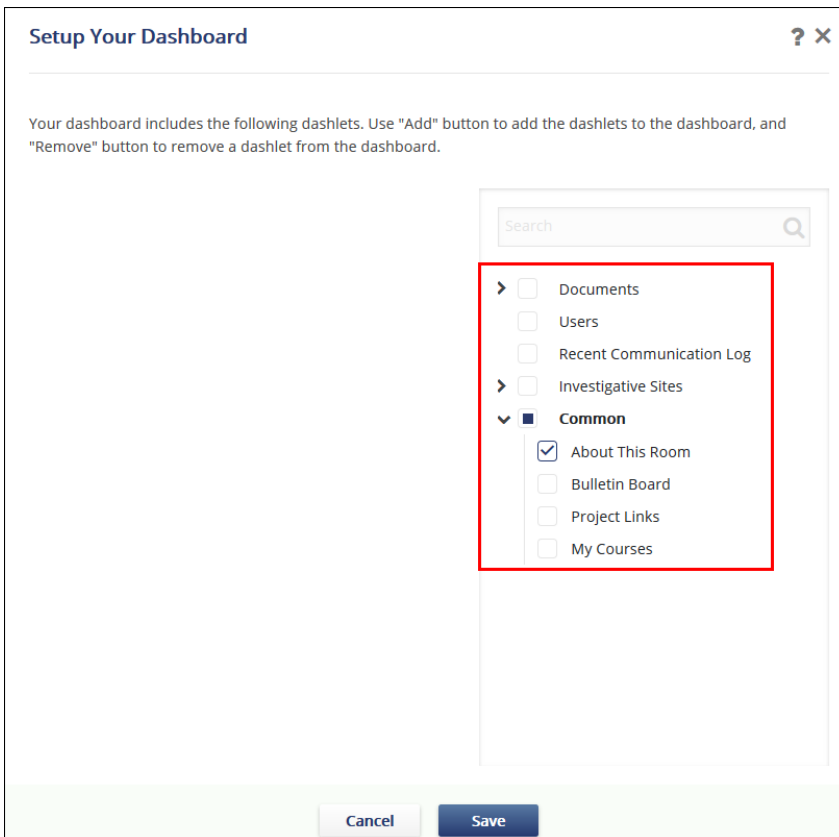 Setup Your Dashboard
?
Your dashboard includes the following dashlets. Use "Add" button to add the dashlets to the dashboard, and
"Remove" button to remove a dashlet from the dashboard.
Search
Documents
Users
Recent Communication Log
Investigative Sites
Common
About This Room
Bulletin Board
Project Links
My Courses
Cancel
Save